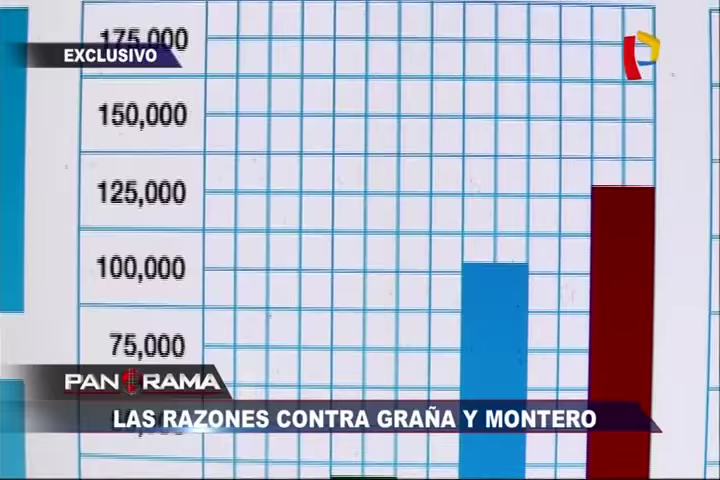 175,000
EXCLUSIVO
150,000
125,000
100,000
75,000
PANORAMA
LAS RAZONES CONTRA GRAÑA Y MONTERO